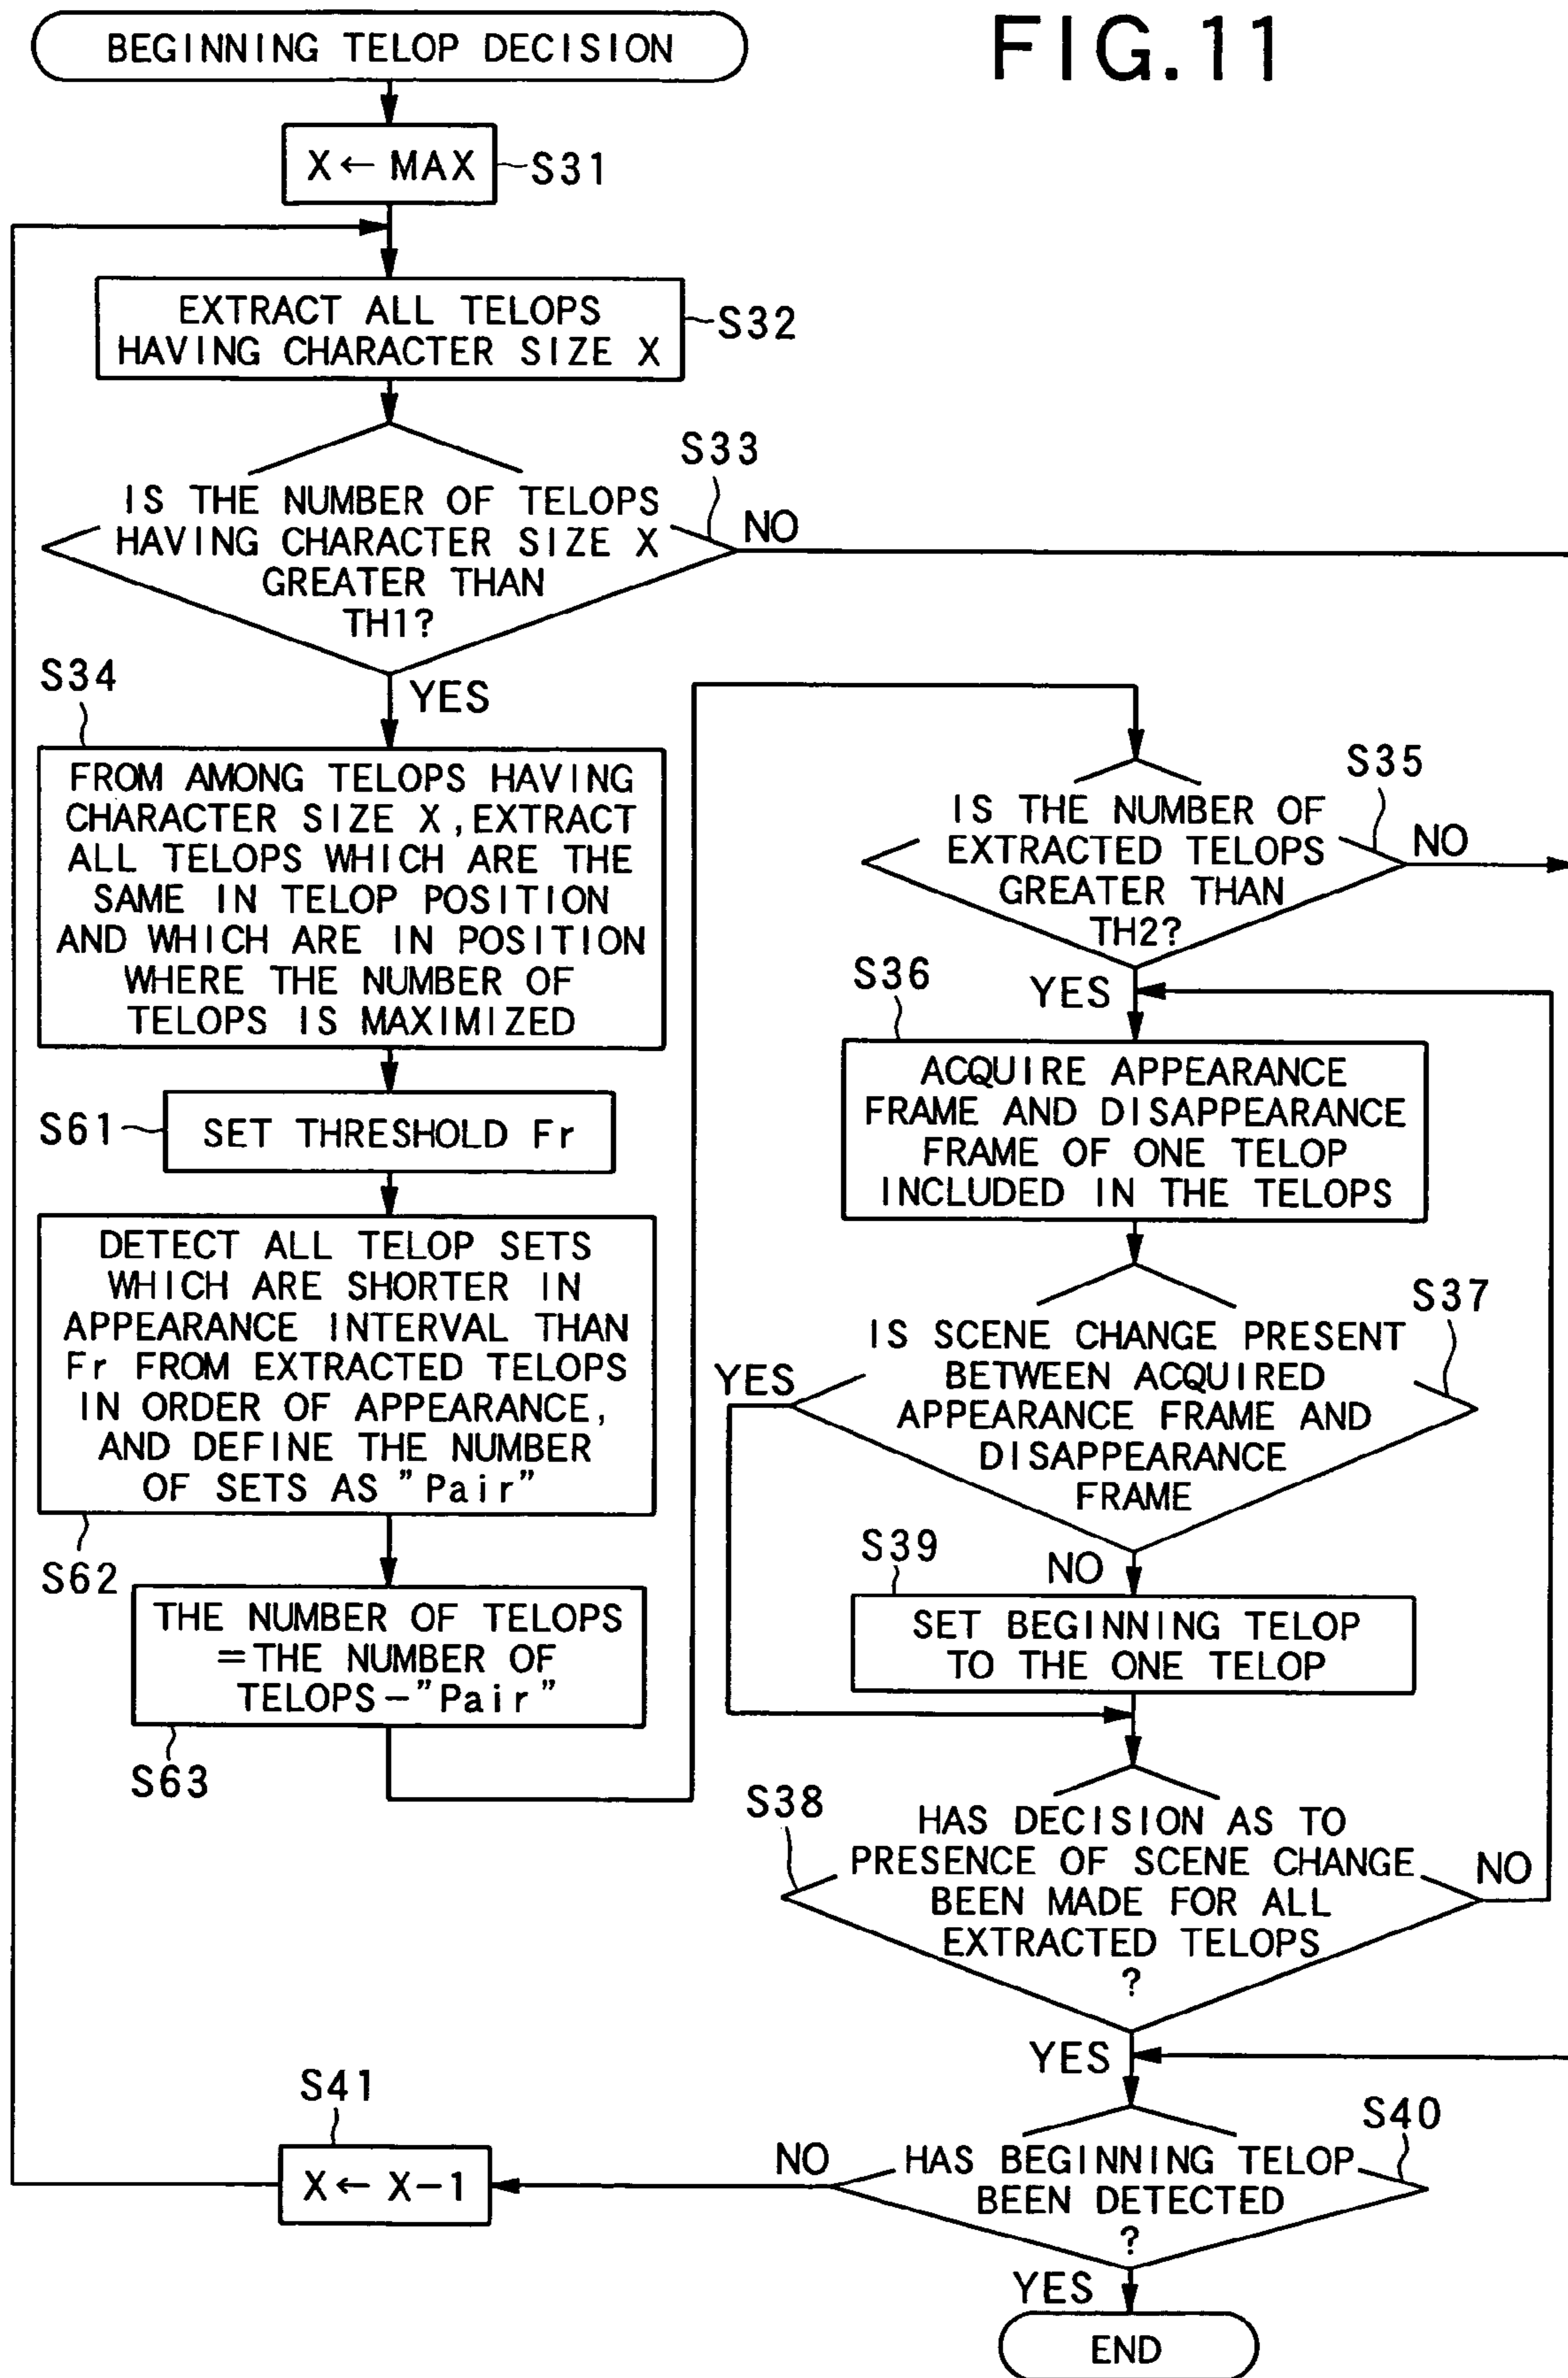 FIG.11
BEGINNING TELOP DECISION
X ← MAX
S31
EXTRACT ALL TELOPS
HAVING CHARACTER SIZE X
S32
S33
IS THE NUMBER OF TELOPS
HAVING CHARACTER SIZE X
GREATER THAN
TH1?
NO
YES
S34
FROM AMONG TELOPS HAVING
CHARACTER SIZE X, EXTRACT
ALL TELOPS WHICH ARE THE
SAME IN TELOP POSITION
AND WHICH ARE IN POSITION
WHERE THE NUMBER OF
TELOPS IS MAXIMIZED
S61
SET THRESHOLD Fr
DETECT ALL TELOP SETS
WHICH ARE SHORTER IN
APPEARANCE INTERVAL THAN
Fr FROM EXTRACTED TELOPS
IN ORDER OF APPEARANCE,
AND DEFINE THE NUMBER
OF SETS AS "Pair"
S62
THE NUMBER OF TELOPS
=THE NUMBER OF
TELOPS-"Pair"
S63
S35
IS THE NUMBER OF
EXTRACTED TELOPS
GREATER THAN
TH2?
NO
YES
S36
ACQUIRE APPEARANCE
FRAME AND DISAPPEARANCE
FRAME OF ONE TELOP
INCLUDED IN THE TELOPS
S37
IS SCENE CHANGE PRESENT
BETWEEN ACQUIRED
APPEARANCE FRAME AND
DISAPPEARANCE
FRAME
YES
NO
S39
SET BEGINNING TELOP
TO THE ONE TELOP
S38
HAS DECISION AS TO
PRESENCE OF SCENE CHANGE
BEEN MADE FOR ALL
EXTRACTED TELOPS
?
NO
YES
S40
HAS BEGINNING TELOP
BEEN DETECTED
?
NO
S41
X ← X-1
YES
END